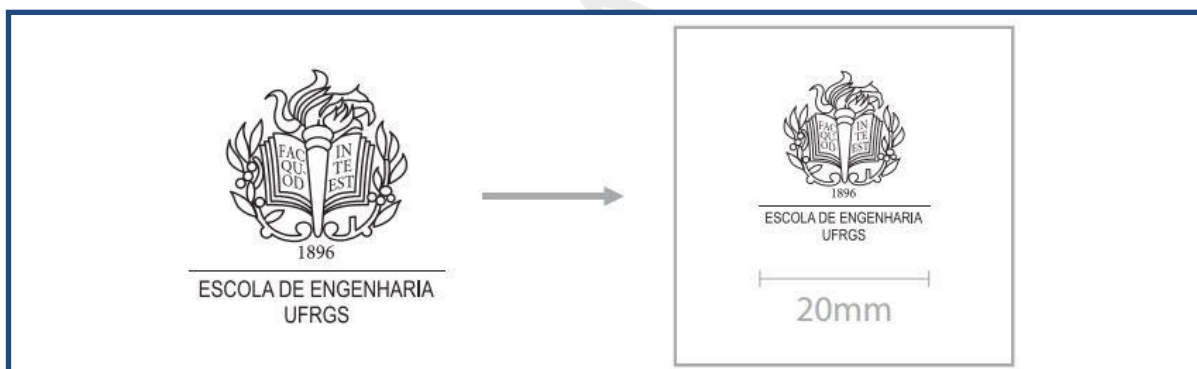 FAC IN
QU. TE
OD EST
1896
ESCOLA DE ENGENHARIA
UFRGS
FAC IN
QU. TE
OD EST
1896
ESCOLA DE ENGENHARIA
UFRGS
20mm